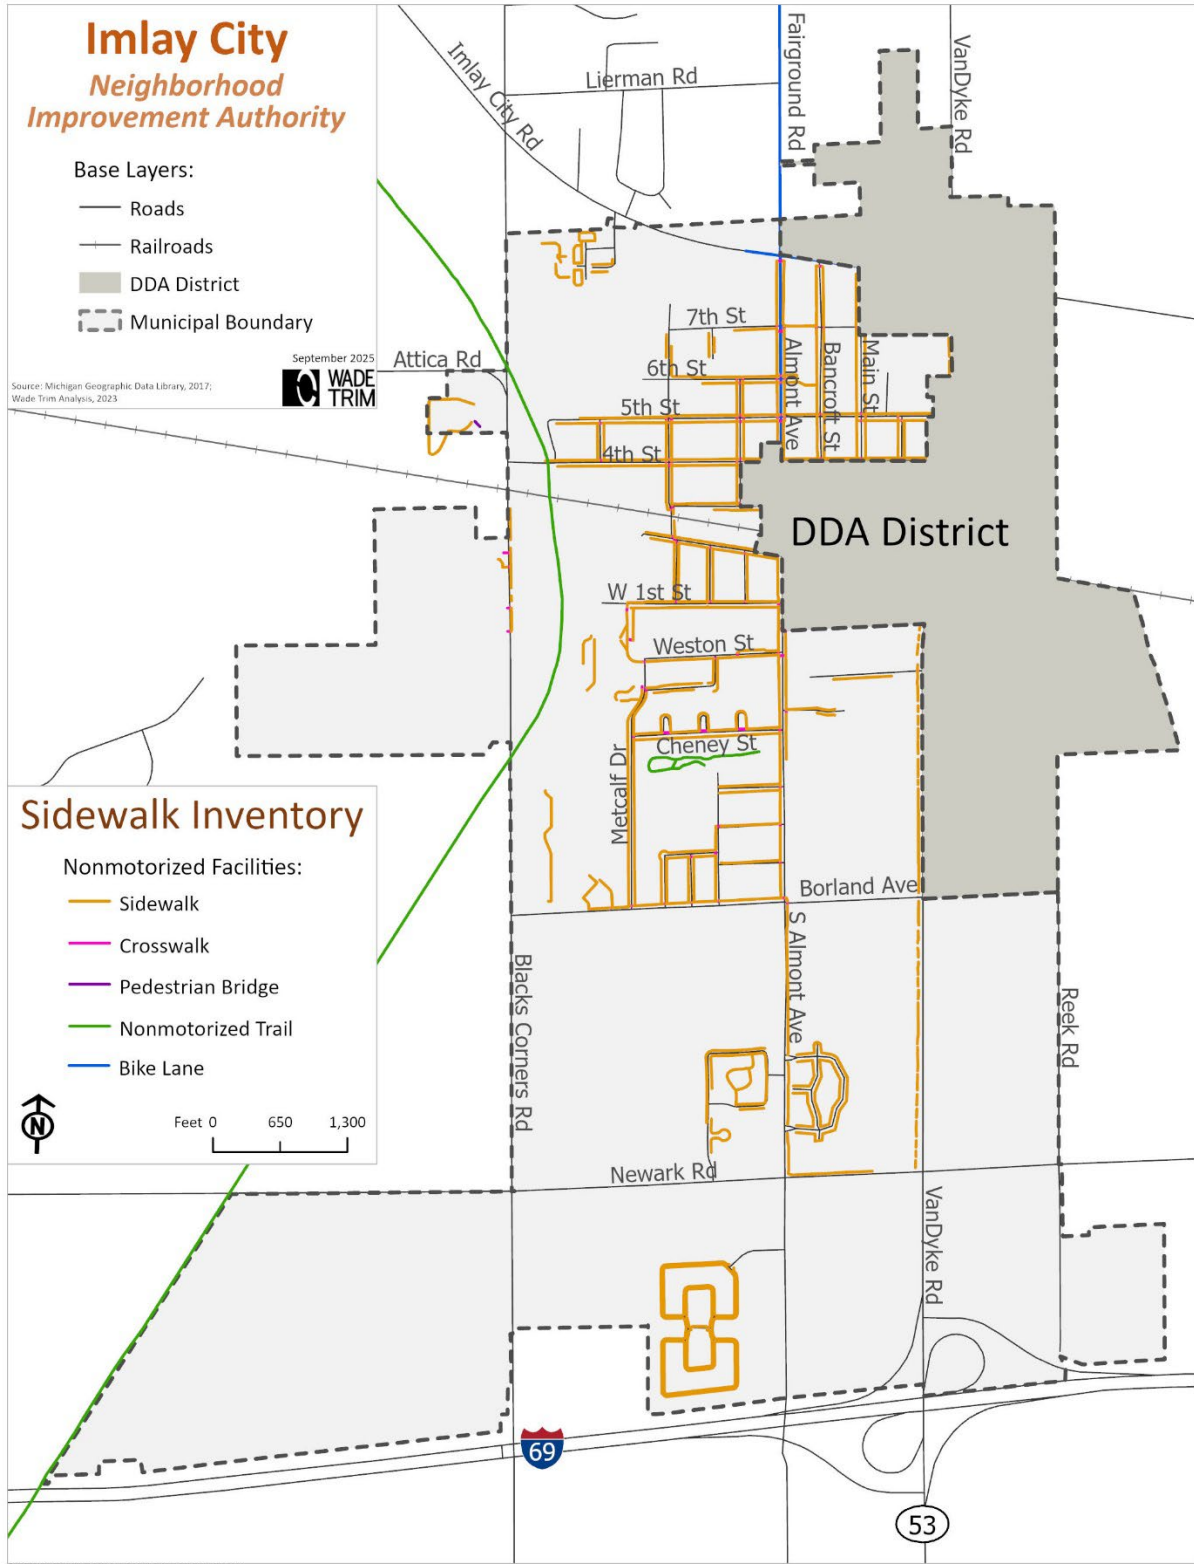 Imlay City
Neighborhood
Improvement Authority
Base Layers:
Roads
Railroads
DDA District
Municipal Boundary
September 2025
Source: Michigan Geographic Data Library, 2017;
Wade Trim Analysis, 2023
WADE
TRIM
Imlay City Rd
Lierman Rd
Fairground Rd
VanDyke Rd
7th St
Attica Rd
6th St
5th St
4th St
Almont Ave
Bancroft St
Main St
DDA District
W 1st St
Weston St
Cheney St
Metcalf Dr
Borland Ave
Sidewalk Inventory
Nonmotorized Facilities:
Sidewalk
Crosswalk
Pedestrian Bridge
Nonmotorized Trail
Bike Lane
N
Feet 0 650 1,300
Blacks Corners Rd
S Almont Ave
Reek Rd
Newark Rd
VanDyke Rd
69
53